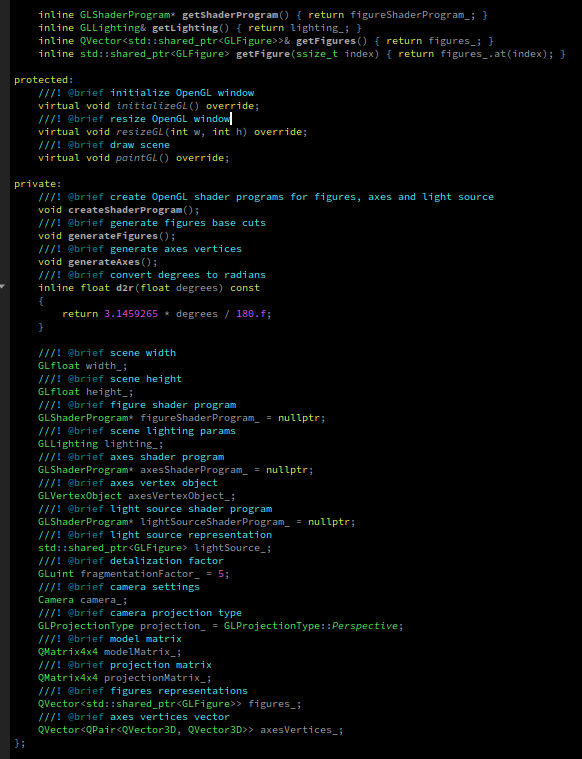 inline GLShaderProgram* getShaderProgram() { return figureShaderProgram_; }
    inline GLLighting& getLighting() { return lighting_; }
    inline QVector<std::shared_ptr<GLFigure>>& getFigures() { return figures_; }
    inline std::shared_ptr<GLFigure> getFigure(ssize_t index) { return figures_.at(index); }

protected:
    ///! @brief initialize OpenGL window
    virtual void initializeGL() override;
    ///! @brief resize OpenGL window
    virtual void resizeGL(int w, int h) override;
    ///! @brief draw scene
    virtual void paintGL() override;

private:
    ///! @brief create OpenGL shader programs for figures, axes and light source
    void createShaderProgram();
    ///! @brief generate figures base cuts
    void generateFigures();
    ///! @brief generate axes vertices
    void generateAxes();
    ///! @brief convert degrees to radians
    inline float d2r(float degrees) const
    {
        return 3.1459265 * degrees / 180.f;
    }

    ///! @brief scene width
    GLfloat width_;
    ///! @brief scene height
    GLfloat height_;
    ///! @brief figure shader program
    GLShaderProgram* figureShaderProgram_ = nullptr;
    ///! @brief scene lighting params
    GLLighting lighting_;
    ///! @brief axes shader program
    GLShaderProgram* axesShaderProgram_ = nullptr;
    ///! @brief axes vertex object
    GLVertexObject axesVertexObject_;
    ///! @brief light source shader program
    GLShaderProgram* lightSourceShaderProgram_ = nullptr;
    ///! @brief light source representation
    std::shared_ptr<GLFigure> lightSource_;
    ///! @brief detalization factor
    GLuint fragmentationFactor_ = 5;
    ///! @brief camera settings
    Camera camera_;
    ///! @brief camera projection type
    GLProjectionType projection_ = GLProjectionType::Perspective;
    ///! @brief model matrix
    QMatrix4x4 modelMatrix_;
    ///! @brief projection matrix
    QMatrix4x4 projectionMatrix_;
    ///! @brief figures representations
    QVector<std::shared_ptr<GLFigure>> figures_;
    ///! @brief axes vertices vector
    QVector<QPair<QVector3D, QVector3D>> axesVertices_;
};